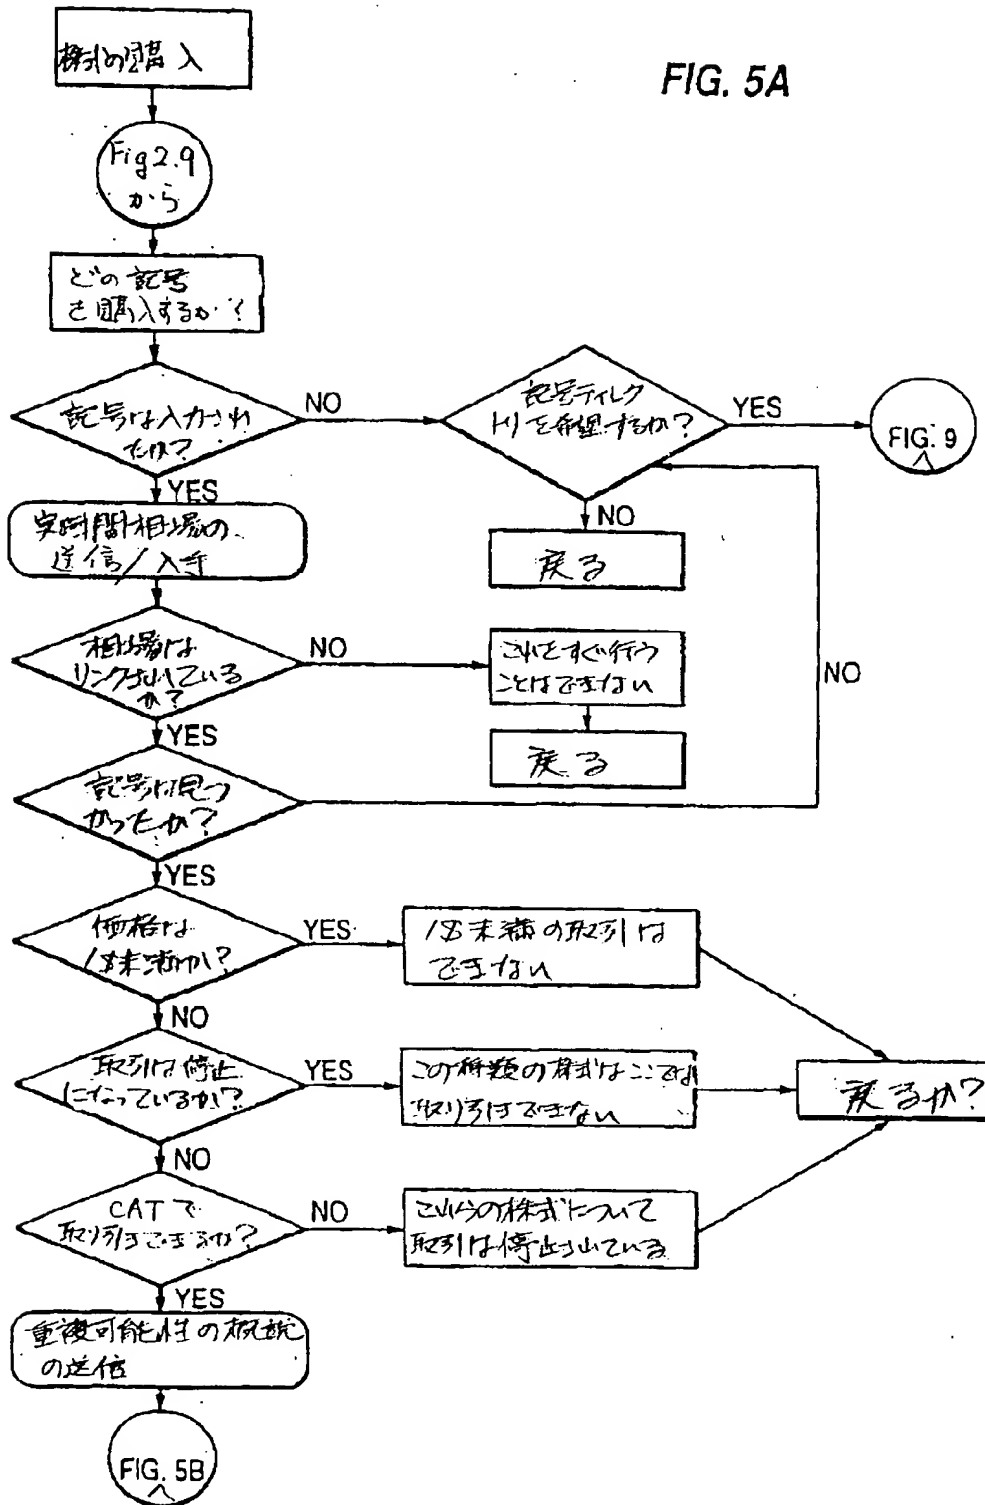 FIG. 5A
株式の購入
Fig2.9
から
どの記号
を購入するか?
記号は入力され
たか?
NO
記号ディレク
トリを希望するか?
YES
FIG. 9
へ
YES
NO
実時間相場の
送信/入手
戻る
相場は
リンクされているか
か?
NO
これをすぐ行う
ことはできない
NO
YES
戻る
記号は見つ
かったか?
YES
価格は
1$未満か?
YES
1$未満の取引は
できない
NO
取引は停止
になっているか?
YES
この種類の株式はここでは
取り引きできない
戻るか?
NO
CATで
取り引きできるか?
NO
これらの株式について
取引は停止されている
YES
重複可能性の概説
の送信
FIG. 5B
へ